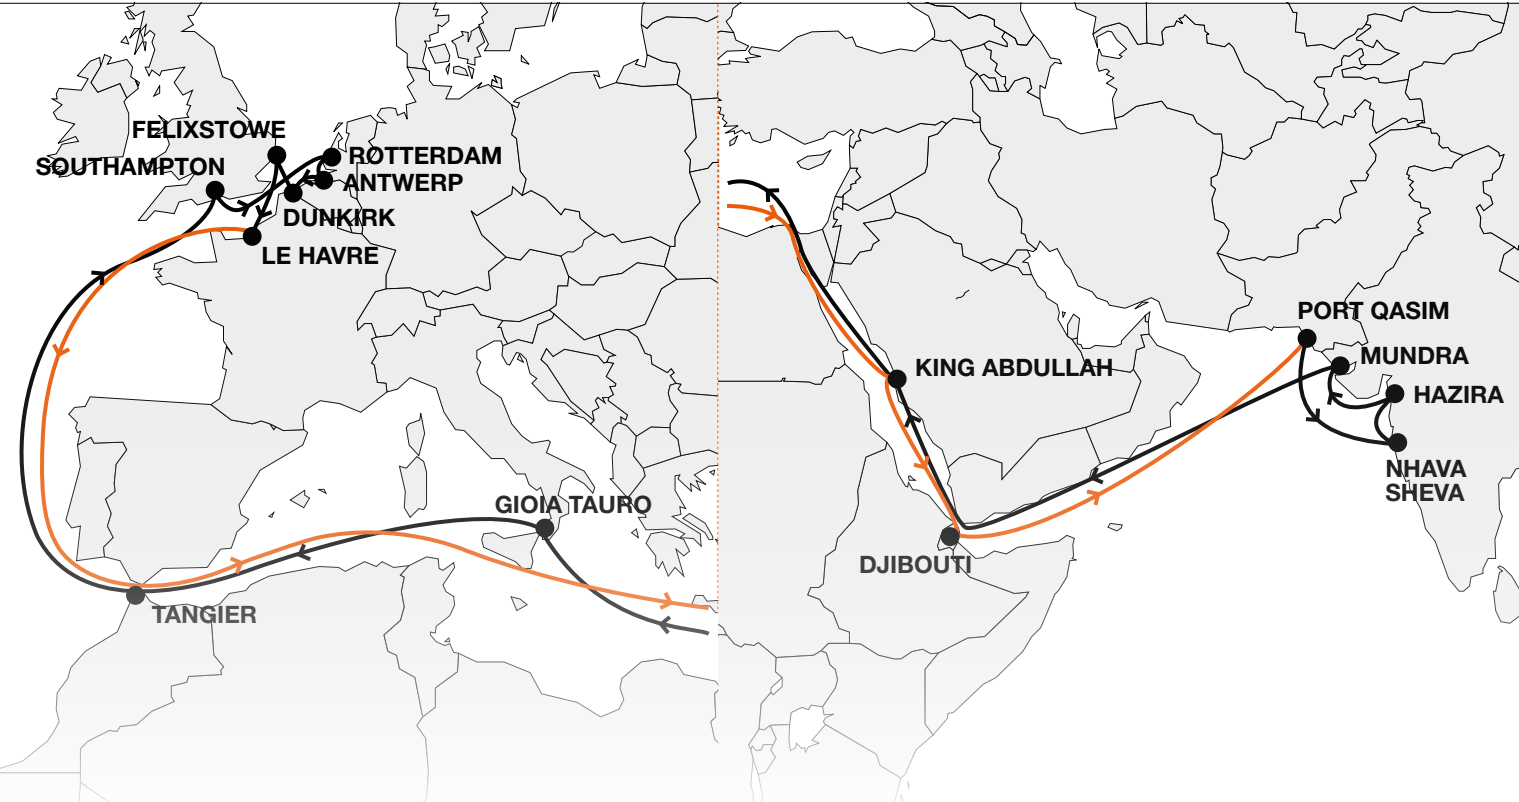 FELIXSTOWE
SOUTHAMPTON
ROTTERDAM
ANTWERP
DUNKIRK
LE HAVRE
GIOIA TAURO
TANGIER
KING ABDULLAH
DJIBOUTI
PORT QASIM
MUNDRA
HAZIRA
NHAVA
SHEVA